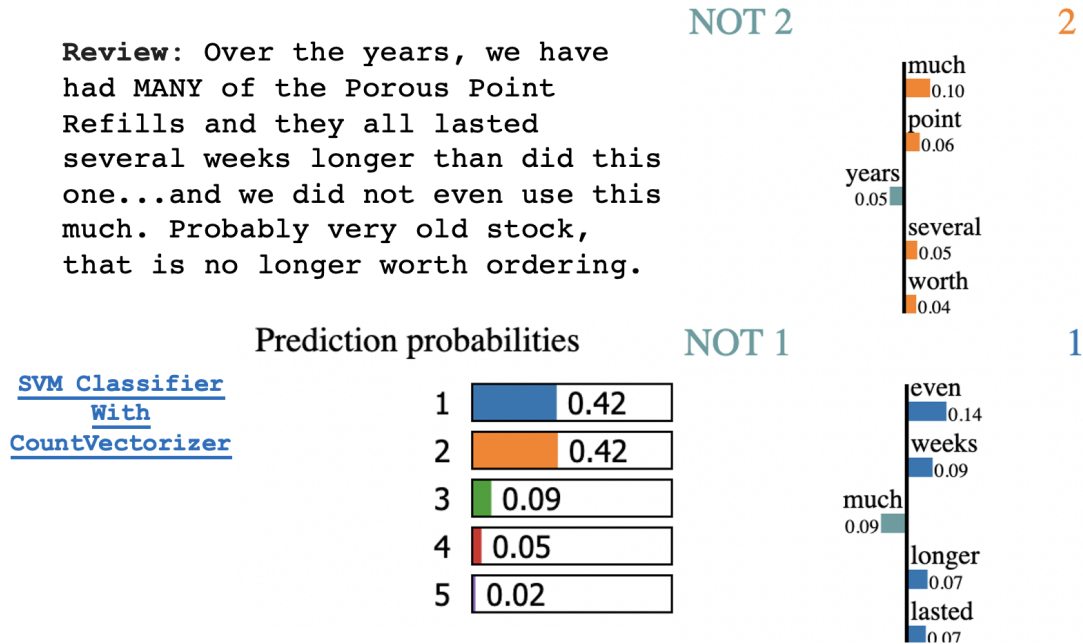 Review: Over the years, we have
had MANY of the Porous Point
Refills and they all lasted
several weeks longer than did this
one...and we did not even use this
much. Probably very old stock,
that is no longer worth ordering.
NOT 2 2
much
0.10
point
0.06
years
0.05
several
0.05
worth
0.04
SVM Classifier
With
CountVectorizer
Prediction probabilities
1 0.42
2 0.42
3 0.09
4 0.05
5 0.02
NOT 1 1
even
0.14
weeks
0.09
much
0.09
longer
0.07
lasted
0.07